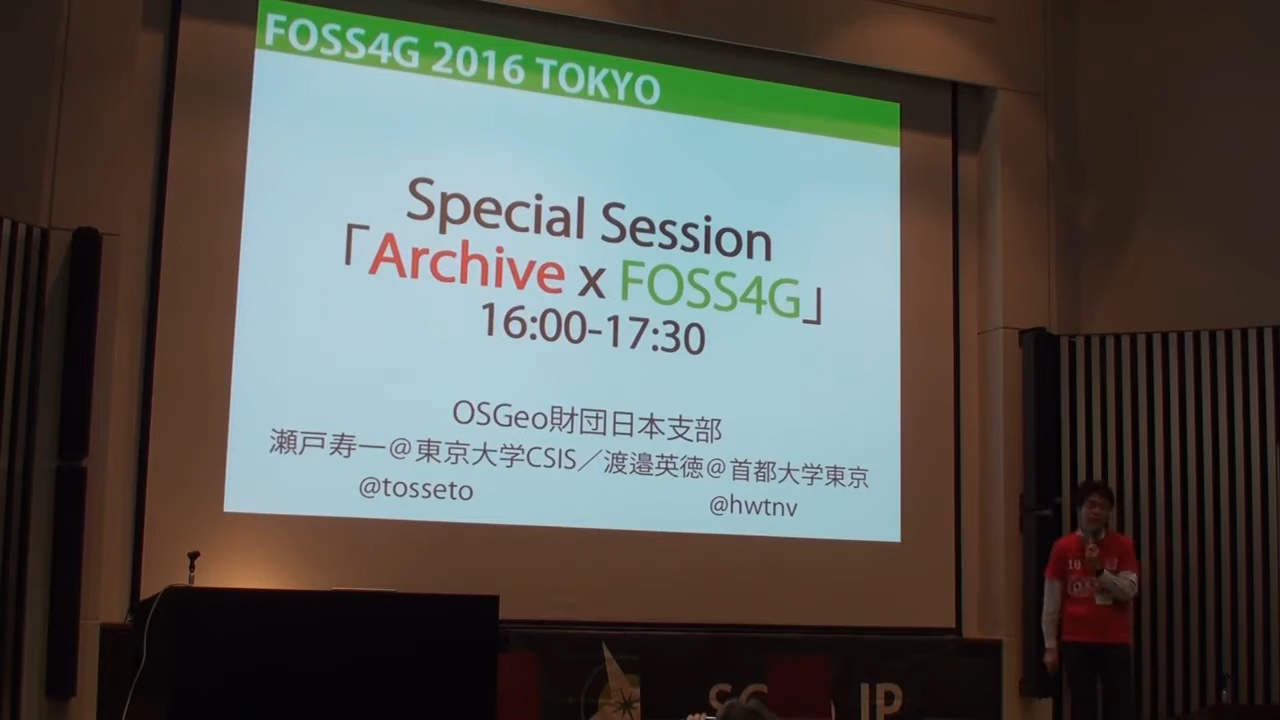 FOSS4G 2016 TOKYO
Special Session
「Archive x FOSS4G」
16:00-17:30
OSGeo財団日本支部
瀬戸寿一@東京大学CSIS／渡邉英徳@首都大学東京
@tosseto @hwtnv
10
JP